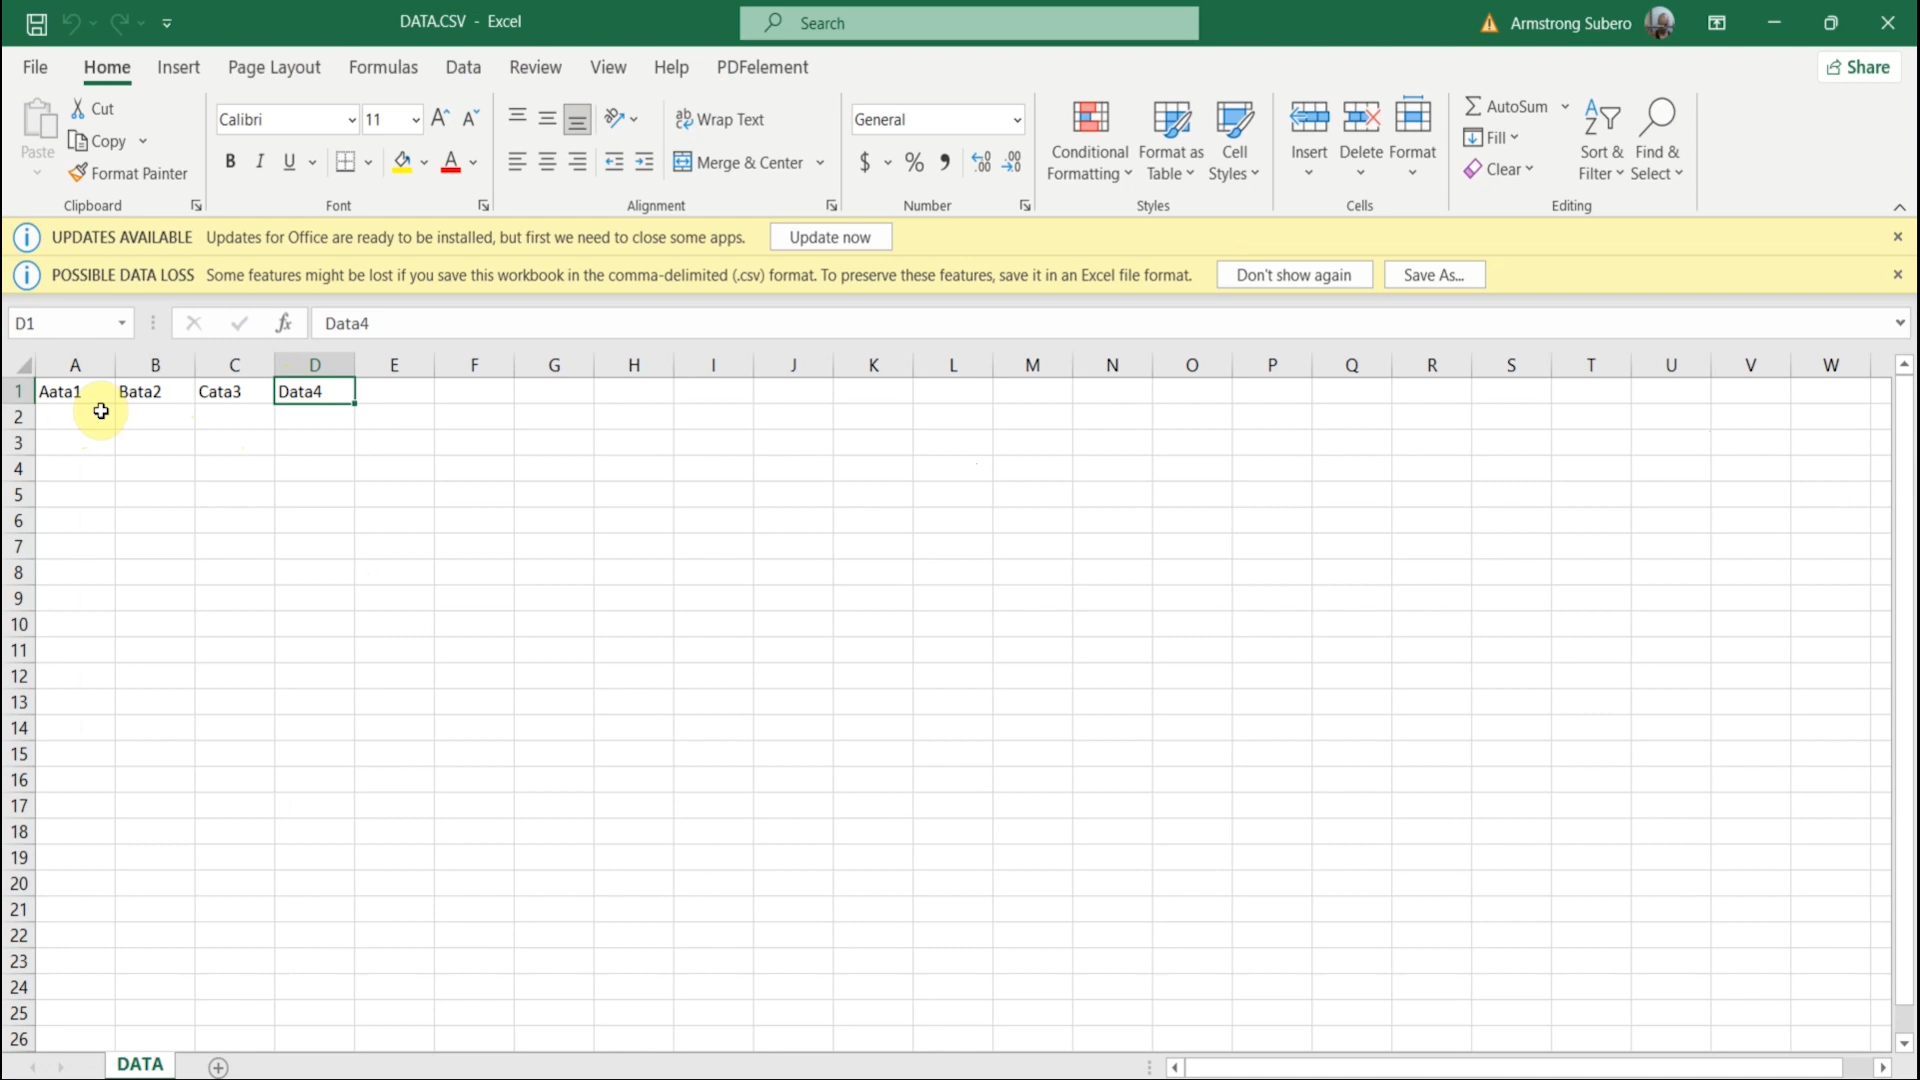 DATA.CSV - Excel
Search
Armstrong Subero
File Home Insert Page Layout Formulas Data Review View Help PDFelement
Share
Paste
Cut
Copy
Format Painter
Clipboard
Calibri 11
B I U A
Font
Wrap Text
Merge & Center
Alignment
General
$ % 9
Number
Conditional Formatting
Format as Table
Cell Styles
Styles
Insert Delete Format
Cells
AutoSum
Fill
Clear
Sort & Filter
Find & Select
Editing
UPDATES AVAILABLE Updates for Office are ready to be installed, but first we need to close some apps. Update now
POSSIBLE DATA LOSS Some features might be lost if you save this workbook in the comma-delimited (.csv) format. To preserve these features, save it in an Excel file format. Don't show again Save As...
D1 fx Data4
A B C D E F G H I J K L M N O P Q R S T U V W
1 Aata1 Bata2 Cata3 Data4
2
3
4
5
6
7
8
9
10
11
12
13
14
15
16
17
18
19
20
21
22
23
24
25
26
DATA